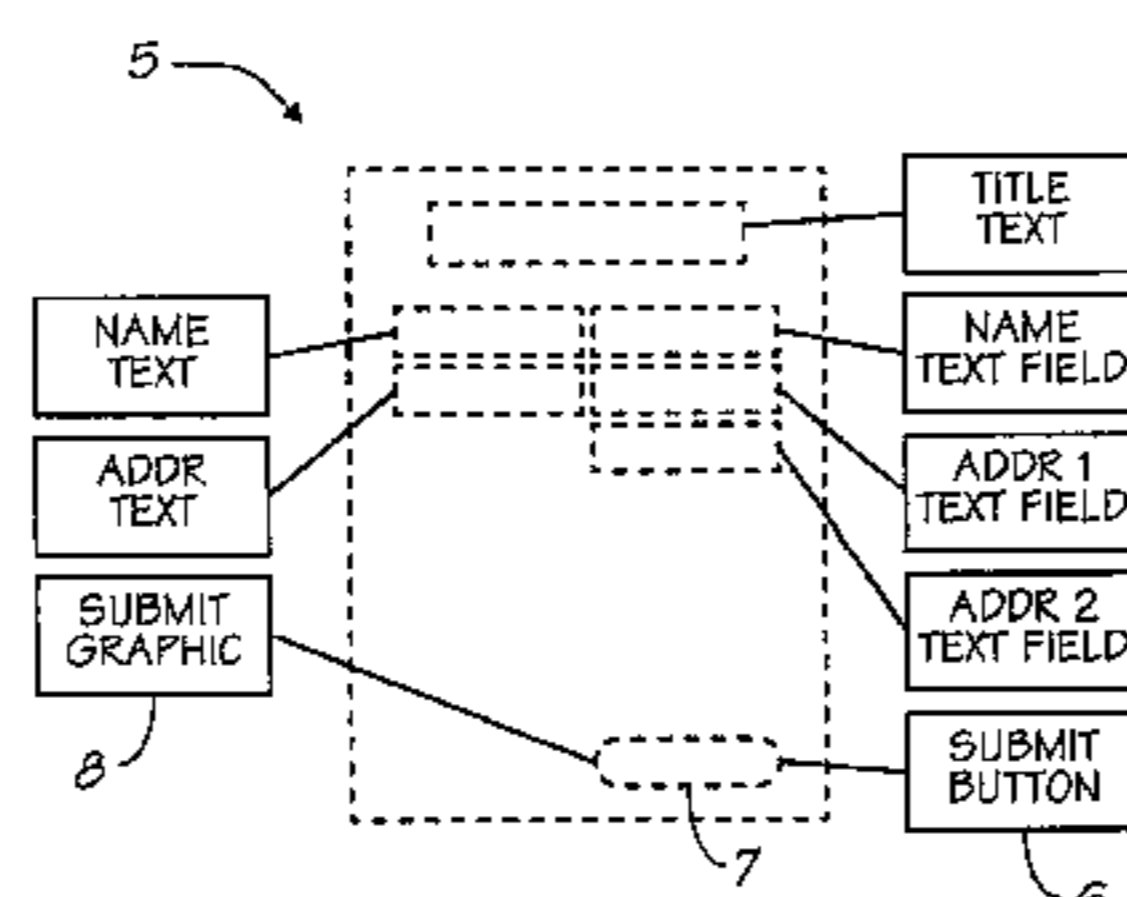 5
TITLE
TEXT
NAME
TEXT
NAME
TEXT FIELD
ADDR
TEXT
ADDR 1
TEXT FIELD
SUBMIT
GRAPHIC
ADDR 2
TEXT FIELD
8
SUBMIT
BUTTON
7